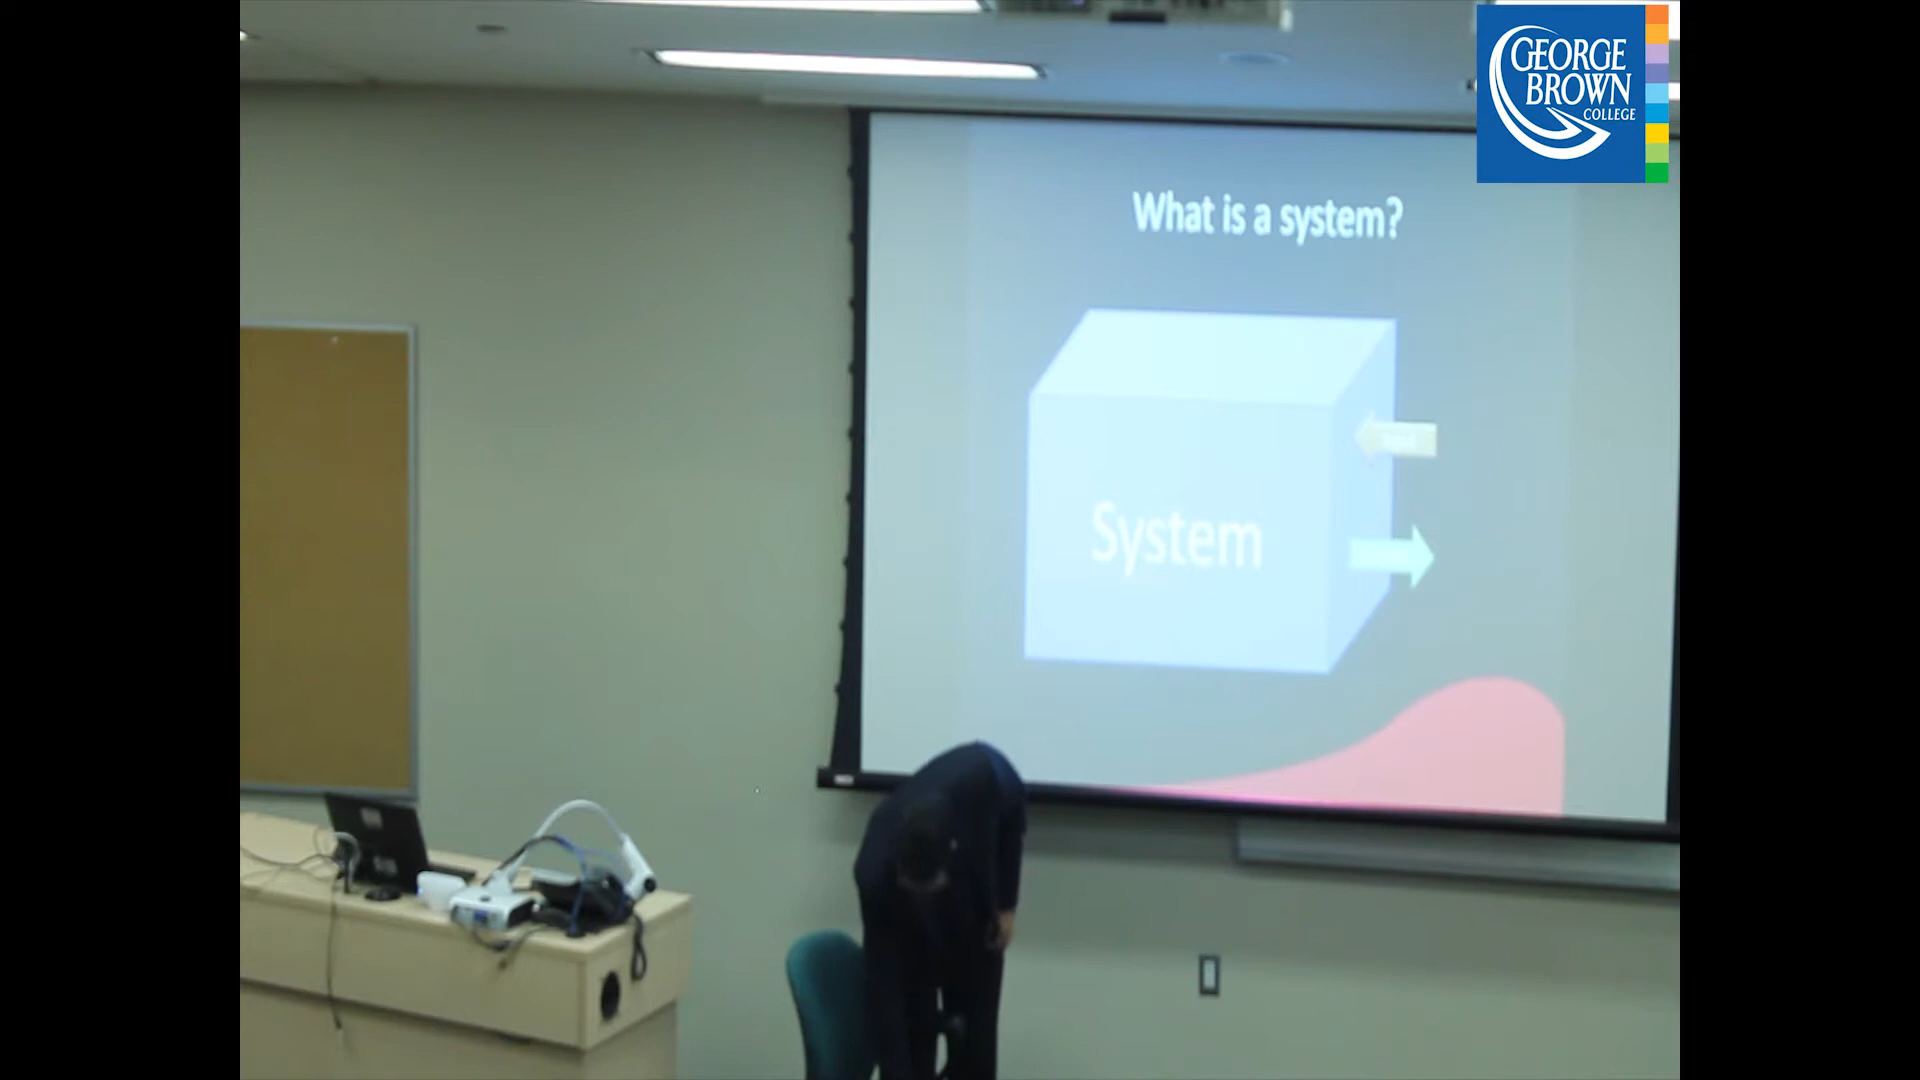 GEORGE
BROWN
COLLEGE
What is a system?
System